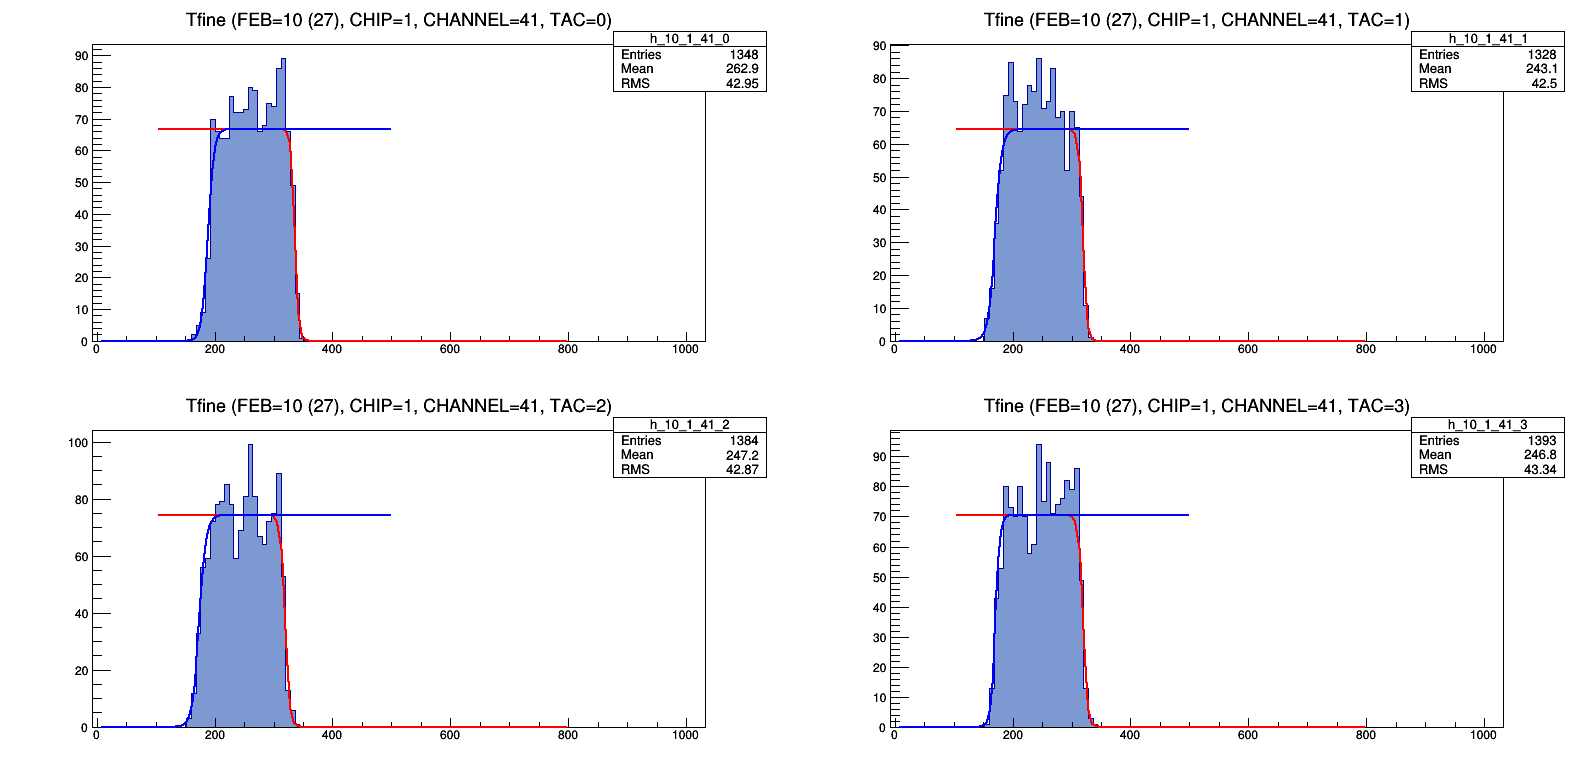 Tfine (FEB=10 (27), CHIP=1, CHANNEL=41, TAC=0)
h_10_1_41_0
Entries 1348
Mean 262.9
RMS 42.95
90
80
70
60
50
40
30
20
10
0
0 200 400 600 800 1000
Tfine (FEB=10 (27), CHIP=1, CHANNEL=41, TAC=1)
h_10_1_41_1
Entries 1328
Mean 243.1
RMS 42.5
90
80
70
60
50
40
30
20
10
0
0 200 400 600 800 1000
Tfine (FEB=10 (27), CHIP=1, CHANNEL=41, TAC=2)
h_10_1_41_2
Entries 1384
Mean 247.2
RMS 42.87
100
80
60
40
20
0
0 200 400 600 800 1000
Tfine (FEB=10 (27), CHIP=1, CHANNEL=41, TAC=3)
h_10_1_41_3
Entries 1393
Mean 246.8
RMS 43.34
90
80
70
60
50
40
30
20
10
0
0 200 400 600 800 1000